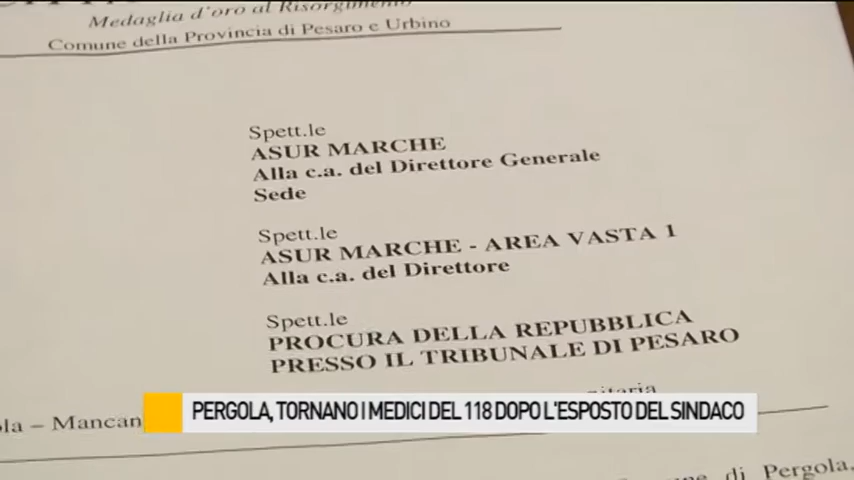 Medaglia d'oro al Risorgimento
Comune della Provincia di Pesaro e Urbino
Spett.le
ASUR MARCHE
Alla c.a. del Direttore Generale
Sede
Spett.le
ASUR MARCHE - AREA VASTA 1
Alla c.a. del Direttore
Spett.le
PROCURA DELLA REPUBBLICA
PRESSO IL TRIBUNALE DI PESARO
PERGOLA, TORNANO I MEDICI DEL 118 DOPO L'ESPOSTO DEL SINDACO
di Pergola,